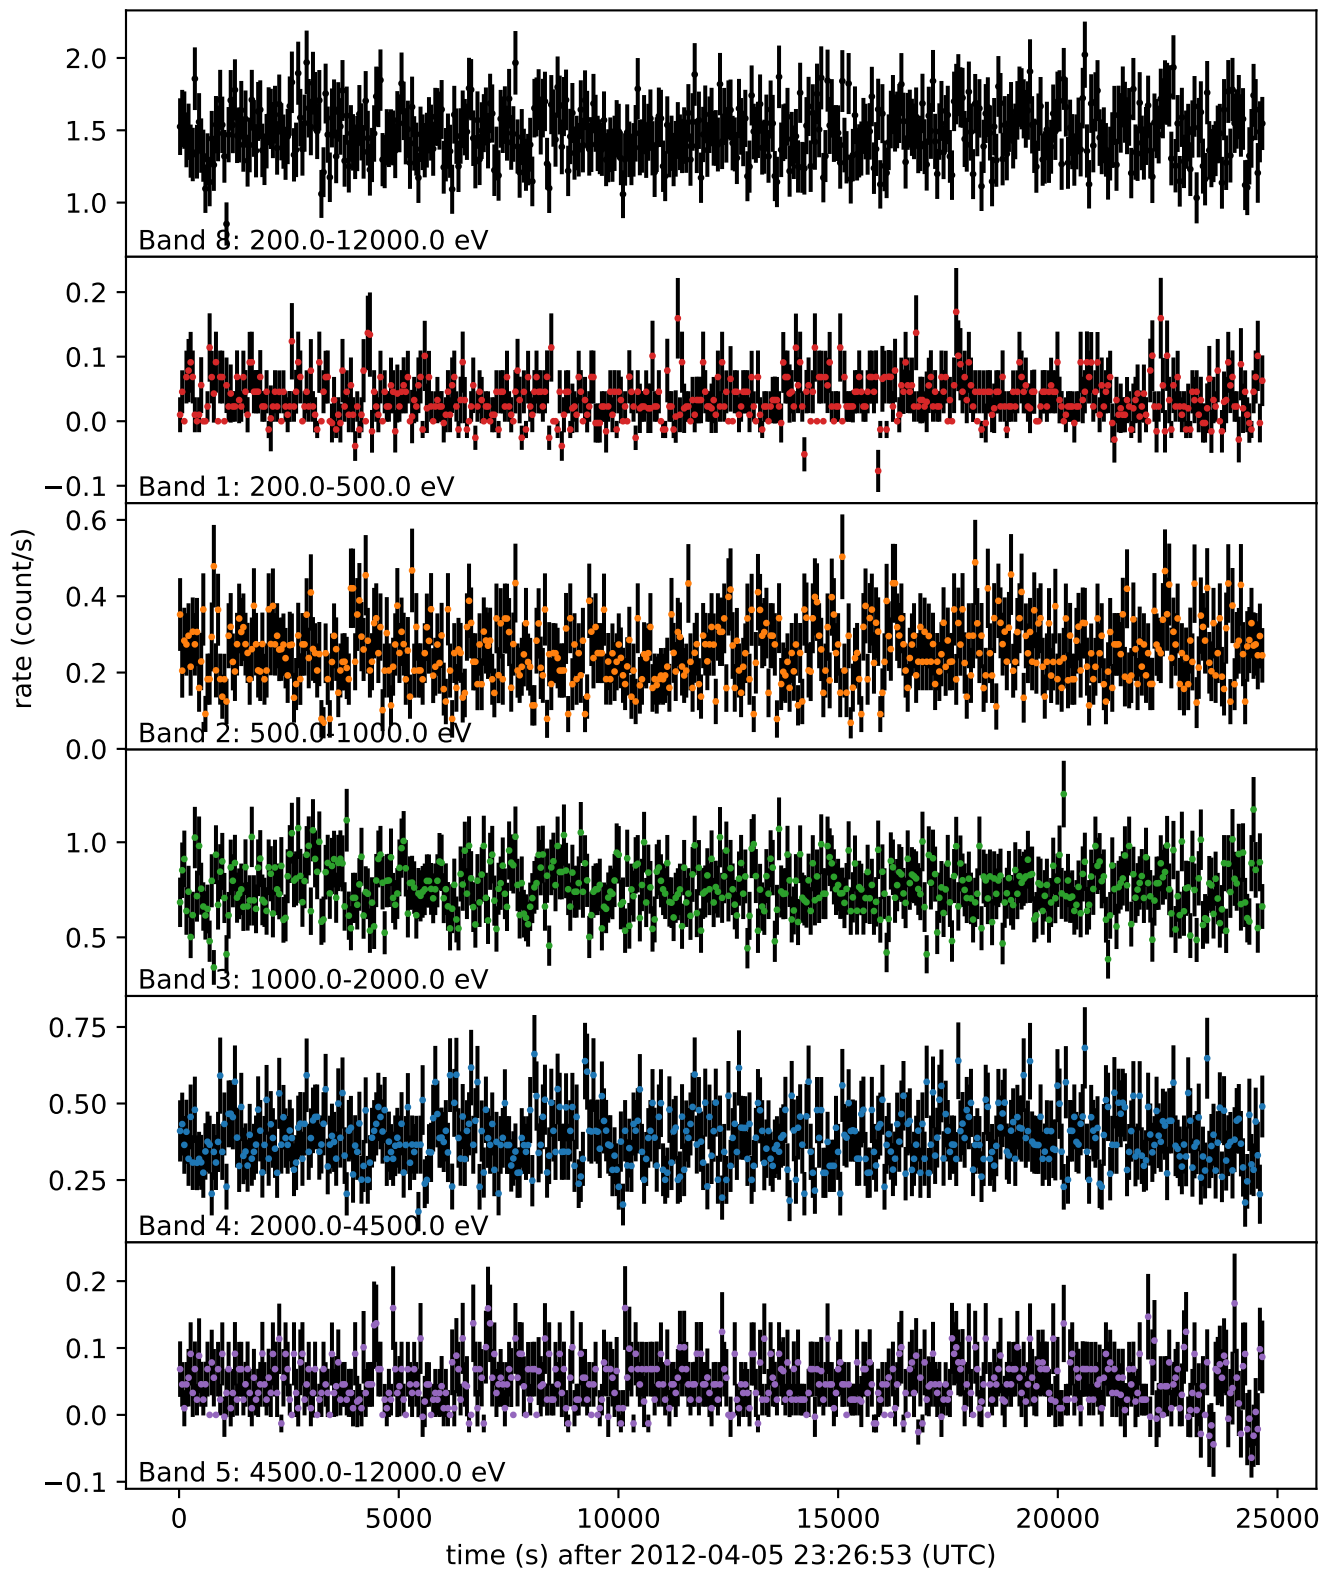 2.0
1.5
1.0
Band 8: 200.0-12000.0 eV
0.2
0.1
0.0
−0.1
Band 1: 200.0-500.0 eV
0.6
0.4
0.2
0.0
Band 2: 500.0-1000.0 eV
rate (count/s)
1.0
0.5
Band 3: 1000.0-2000.0 eV
0.75
0.50
0.25
Band 4: 2000.0-4500.0 eV
0.2
0.1
0.0
−0.1
Band 5: 4500.0-12000.0 eV
0 5000 10000 15000 20000 25000
time (s) after 2012-04-05 23:26:53 (UTC)